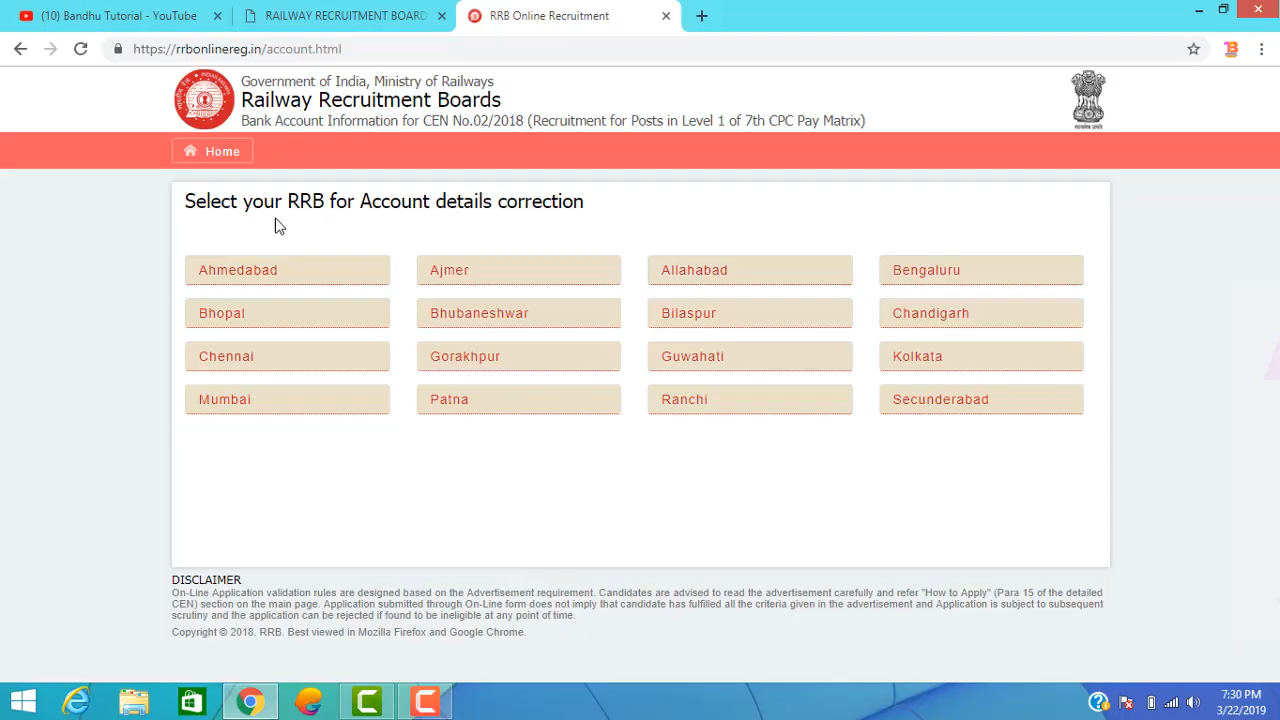 (10) Bandhu Tutorial - YouTube
RAILWAY RECRUITMENT BOARD
RRB Online Recruitment
https://rrbonlinereg.in/account.html
Government of India, Ministry of Railways
Railway Recruitment Boards
Bank Account Information for CEN No.02/2018 (Recruitment for Posts in Level 1 of 7th CPC Pay Matrix)
Home
Select your RRB for Account details correction
Ahmedabad Ajmer Allahabad Bengaluru
Bhopal Bhubaneshwar Bilaspur Chandigarh
Chennai Gorakhpur Guwahati Kolkata
Mumbai Patna Ranchi Secunderabad
DISCLAIMER
On-Line Application validation rules are designed based on the Advertisement requirement. Candidates are advised to read the advertisement carefully and refer "How to Apply" (Para 15 of the detailed
CEN) section on the main page. Application submitted through On-Line form does not imply that candidate has fulfilled all the criteria given in the advertisement and Application is subject to subsequent
scrutiny and the application can be rejected if found to be ineligible at any point of time.
Copyright © 2018, RRB. Best viewed in Mozilla Firefox and Google Chrome.
7:30 PM
3/22/2019